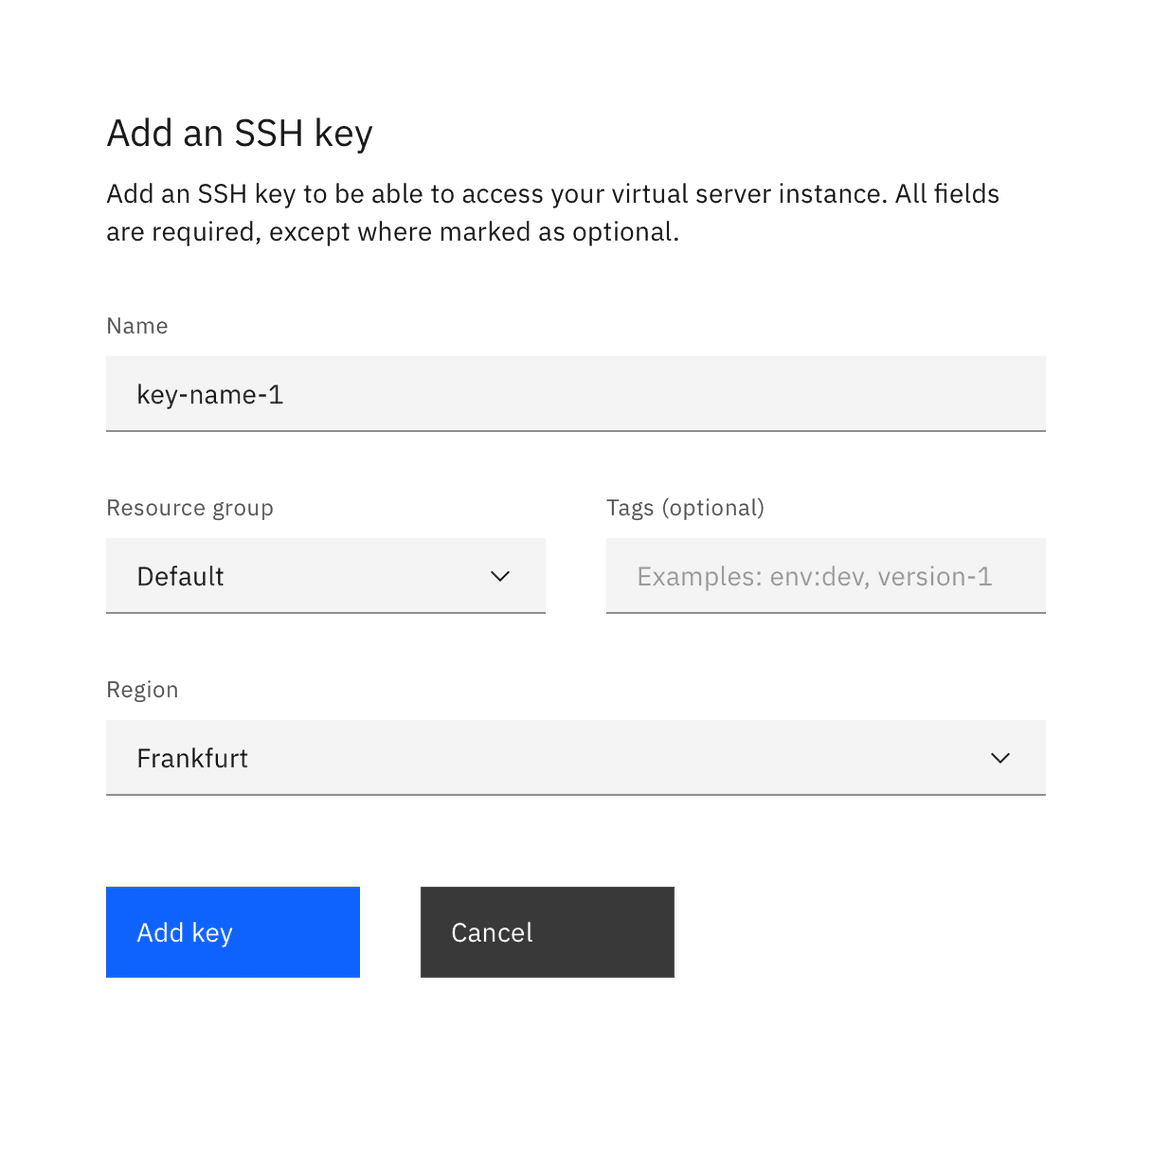 Add an SSH key
Add an SSH key to be able to access your virtual server instance. All fields
are required, except where marked as optional.
Name
key-name-1
Resource group
Tags (optional)
Default
Examples: env:dev, version-1
Region
Frankfurt
Add key
Cancel